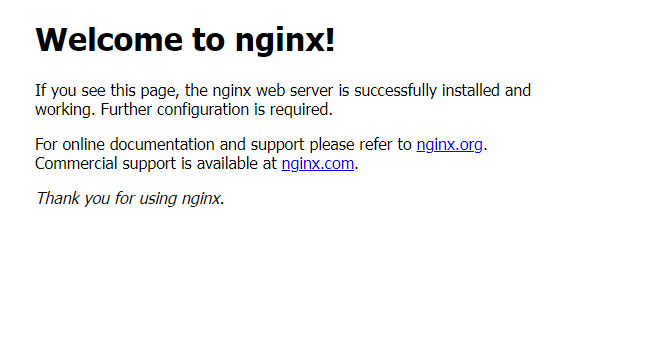 Welcome to nginx!
If you see this page, the nginx web server is successfully installed and
working. Further configuration is required.
For online documentation and support please refer to nginx.org.
Commercial support is available at nginx.com.
Thank you for using nginx.